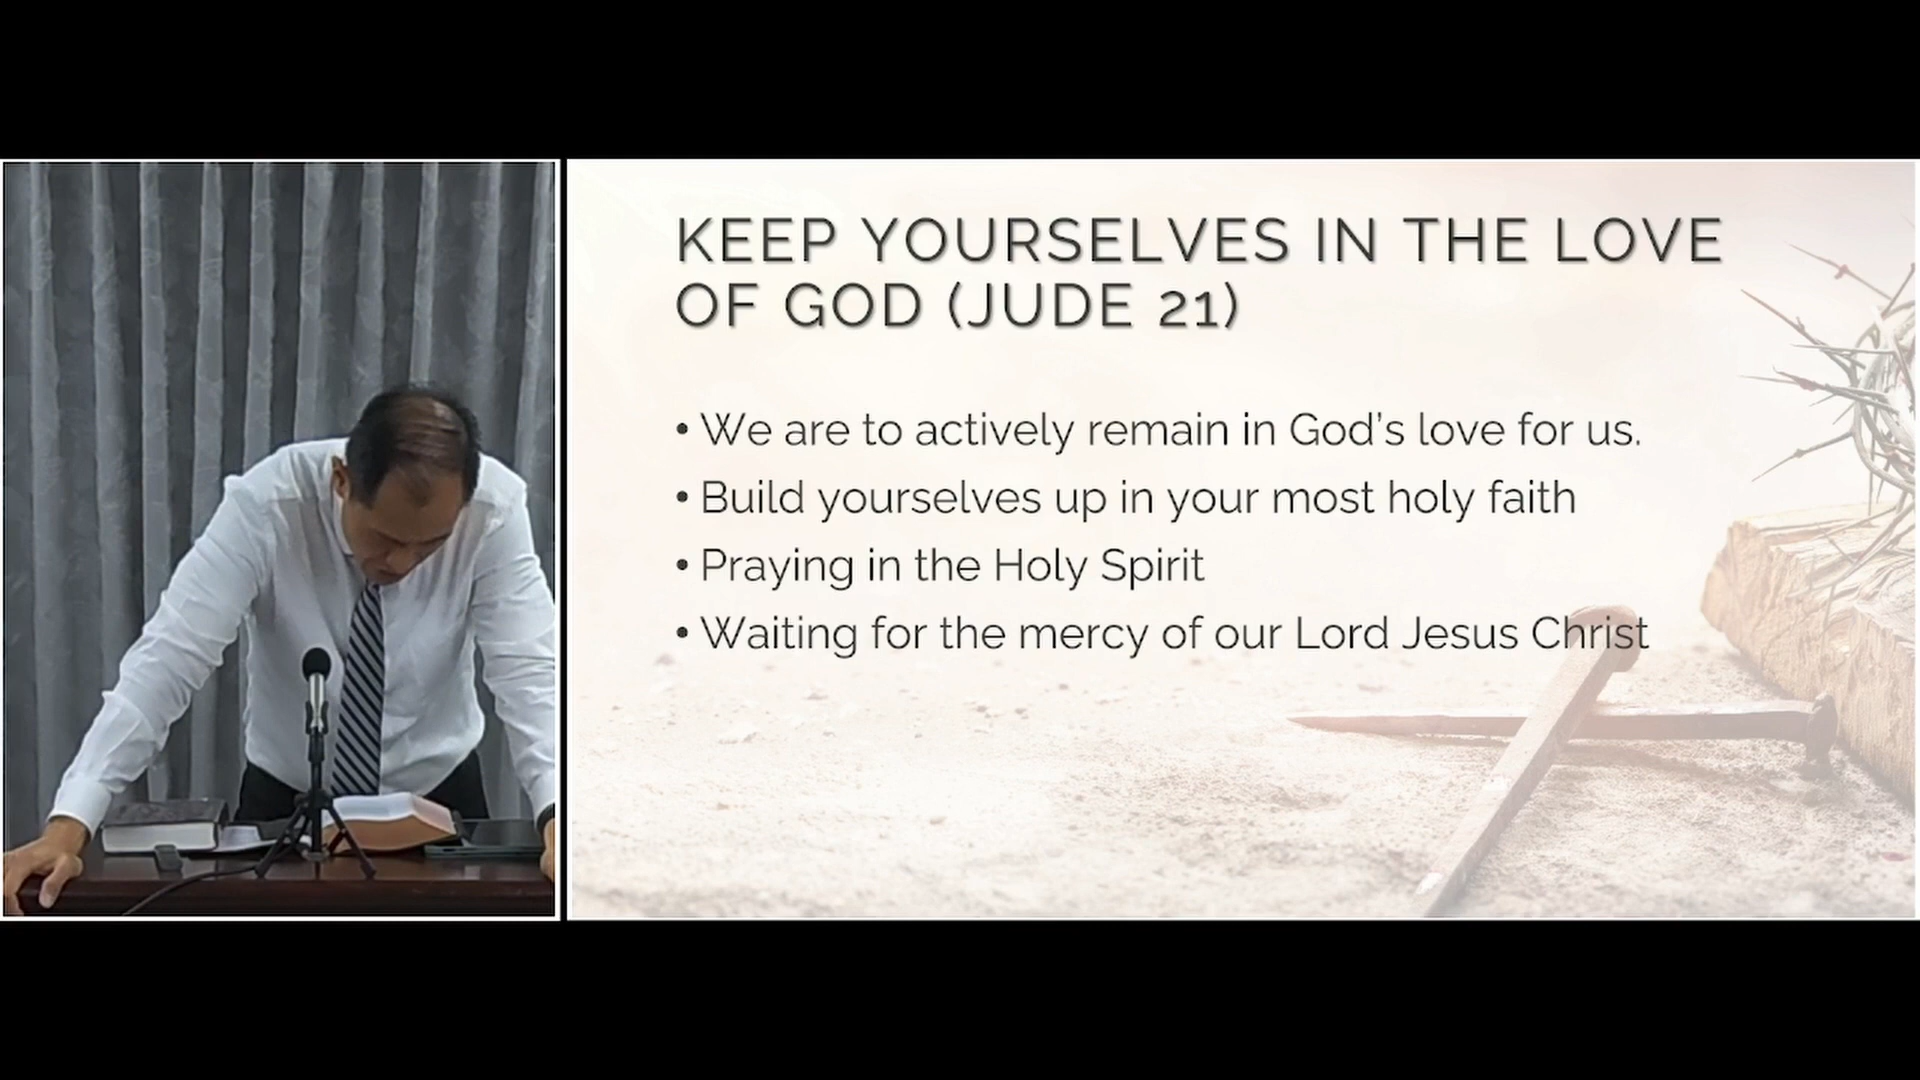 KEEP YOURSELVES IN THE LOVE
OF GOD (JUDE 21)
• We are to actively remain in God’s love for us.
• Build yourselves up in your most holy faith
• Praying in the Holy Spirit
• Waiting for the mercy of our Lord Jesus Christ